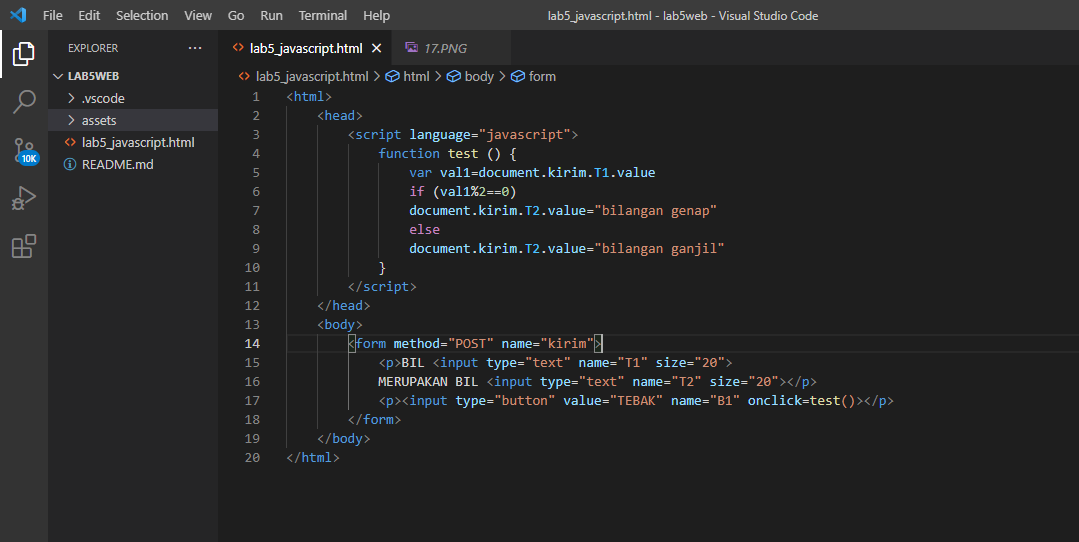 File Edit Selection View Go Run Terminal Help lab5_javascript.html - lab5web - Visual Studio Code
EXPLORER ···
LAB5WEB
.vscode
assets
lab5_javascript.html
README.md
10K
<> lab5_javascript.html × 17.PNG
<> lab5_javascript.html > html > body > form
1 <html>
2 <head>
3 <script language="javascript">
4 function test () {
5 var val1=document.kirim.T1.value
6 if (val1%2==0)
7 document.kirim.T2.value="bilangan genap"
8 else
9 document.kirim.T2.value="bilangan ganjil"
10 }
11 </script>
12 </head>
13 <body>
14 <form method="POST" name="kirim">
15 <p>BIL <input type="text" name="T1" size="20">
16 MERUPAKAN BIL <input type="text" name="T2" size="20"></p>
17 <p><input type="button" value="TEBAK" name="B1" onclick=test()></p>
18 </form>
19 </body>
20 </html>